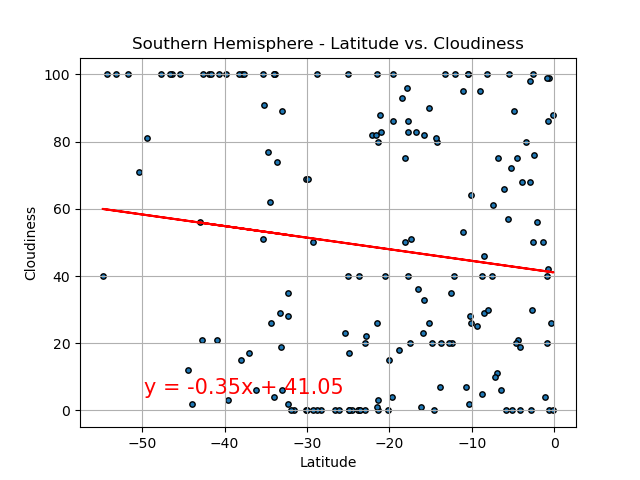 Southern Hemisphere - Latitude vs. Cloudiness
100
80
60
40
20
0
Cloudiness
y = -0.35x + 41.05
−50 −40 −30 −20 −10 0
Latitude